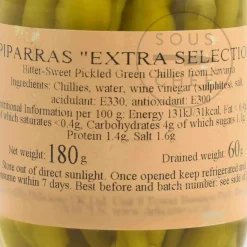 SOUS
PIPARRAS "EXTRA SELECTIO
Bitter-Sweet Pickled Green Chillies from Navarra
Ingredients: Chillies, water, wine vinegar (sulphites), salt,
acidulant: E330, antioxidant: E300
Nutritional Information per 100 g: Energy 131kJ/31kcal, Fat
of which saturates <0.4g, Carbohydrates 4g of which sugars
Protein 1.4g, Salt 1.6g
Net weight: 180g Drained weight: 60g
Store out of direct sunlight. Once opened keep refrigerated and
consume within 7 days. Best before and batch number: see